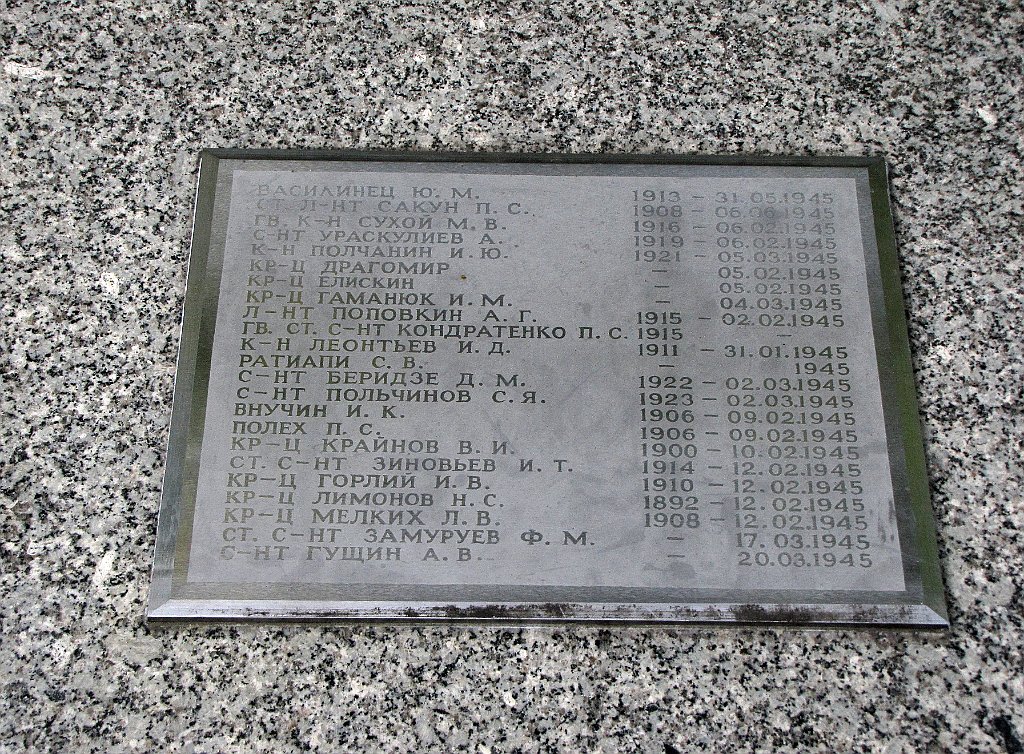 ВАСИЛИНЕЦ Ю. М. 1913 – 31.05.1945
СТ. Л-НТ САКУН П. С. 1908 – 06.06.1945
ГВ. К-Н СУХОЙ М. В. 1916 – 06.02.1945
С-НТ УРАСКУЛИЕВ А. 1919 – 06.02.1945
К-Н ПОЛЧАНИН И. Ю. 1921 – 05.03.1945
КР-Ц ДРАГОМИР – 05.02.1945
КР-Ц ЕЛИСКИН – 05.02.1945
КР-Ц ГАМАНЮК И. М. – 04.03.1945
Л-НТ ПОПОВКИН А. Г. 1915 – 02.02.1945
ГВ. СТ. С-НТ КОНДРАТЕНКО П. С. 1915 –
К-Н ЛЕОНТЬЕВ И. Д. 1911 – 31.01.1945
РАТИАПИ С. В. – 1945
С-НТ БЕРИДЗЕ Д. М. 1922 – 02.03.1945
С-НТ ПОЛЬЧИНОВ С. Я. 1923 – 02.03.1945
ВНУЧИН И. К. 1906 – 09.02.1945
ПОЛЕХ П. С. 1906 – 09.02.1945
КР-Ц КРАЙНОВ В. И. 1900 – 10.02.1945
СТ. С-НТ ЗИНОВЬЕВ И. Т. 1914 – 12.02.1945
КР-Ц ГОРЛИЙ И. В. 1910 – 12.02.1945
КР-Ц ЛИМОНОВ Н. С. 1892 – 12.02.1945
КР-Ц МЕЛКИХ Л. В. 1908 – 12.02.1945
СТ. С-НТ ЗАМУРУЕВ Ф. М. – 17.03.1945
С-НТ ГУЩИН А. В. – 20.03.1945